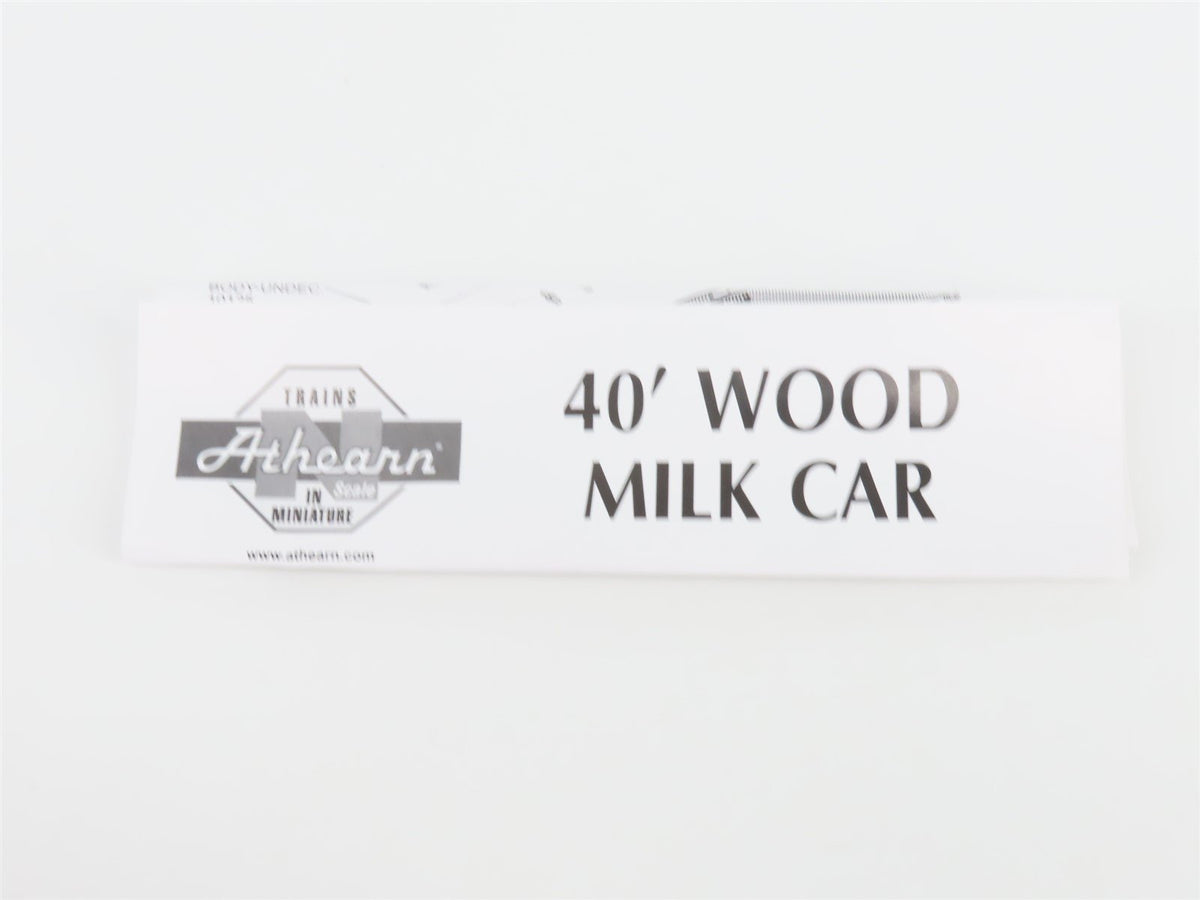 BODY-UNDEC
TRAINS
N
Athearn
Scale
IN
MINIATURE
www.athearn.com
40' WOOD
MILK CAR